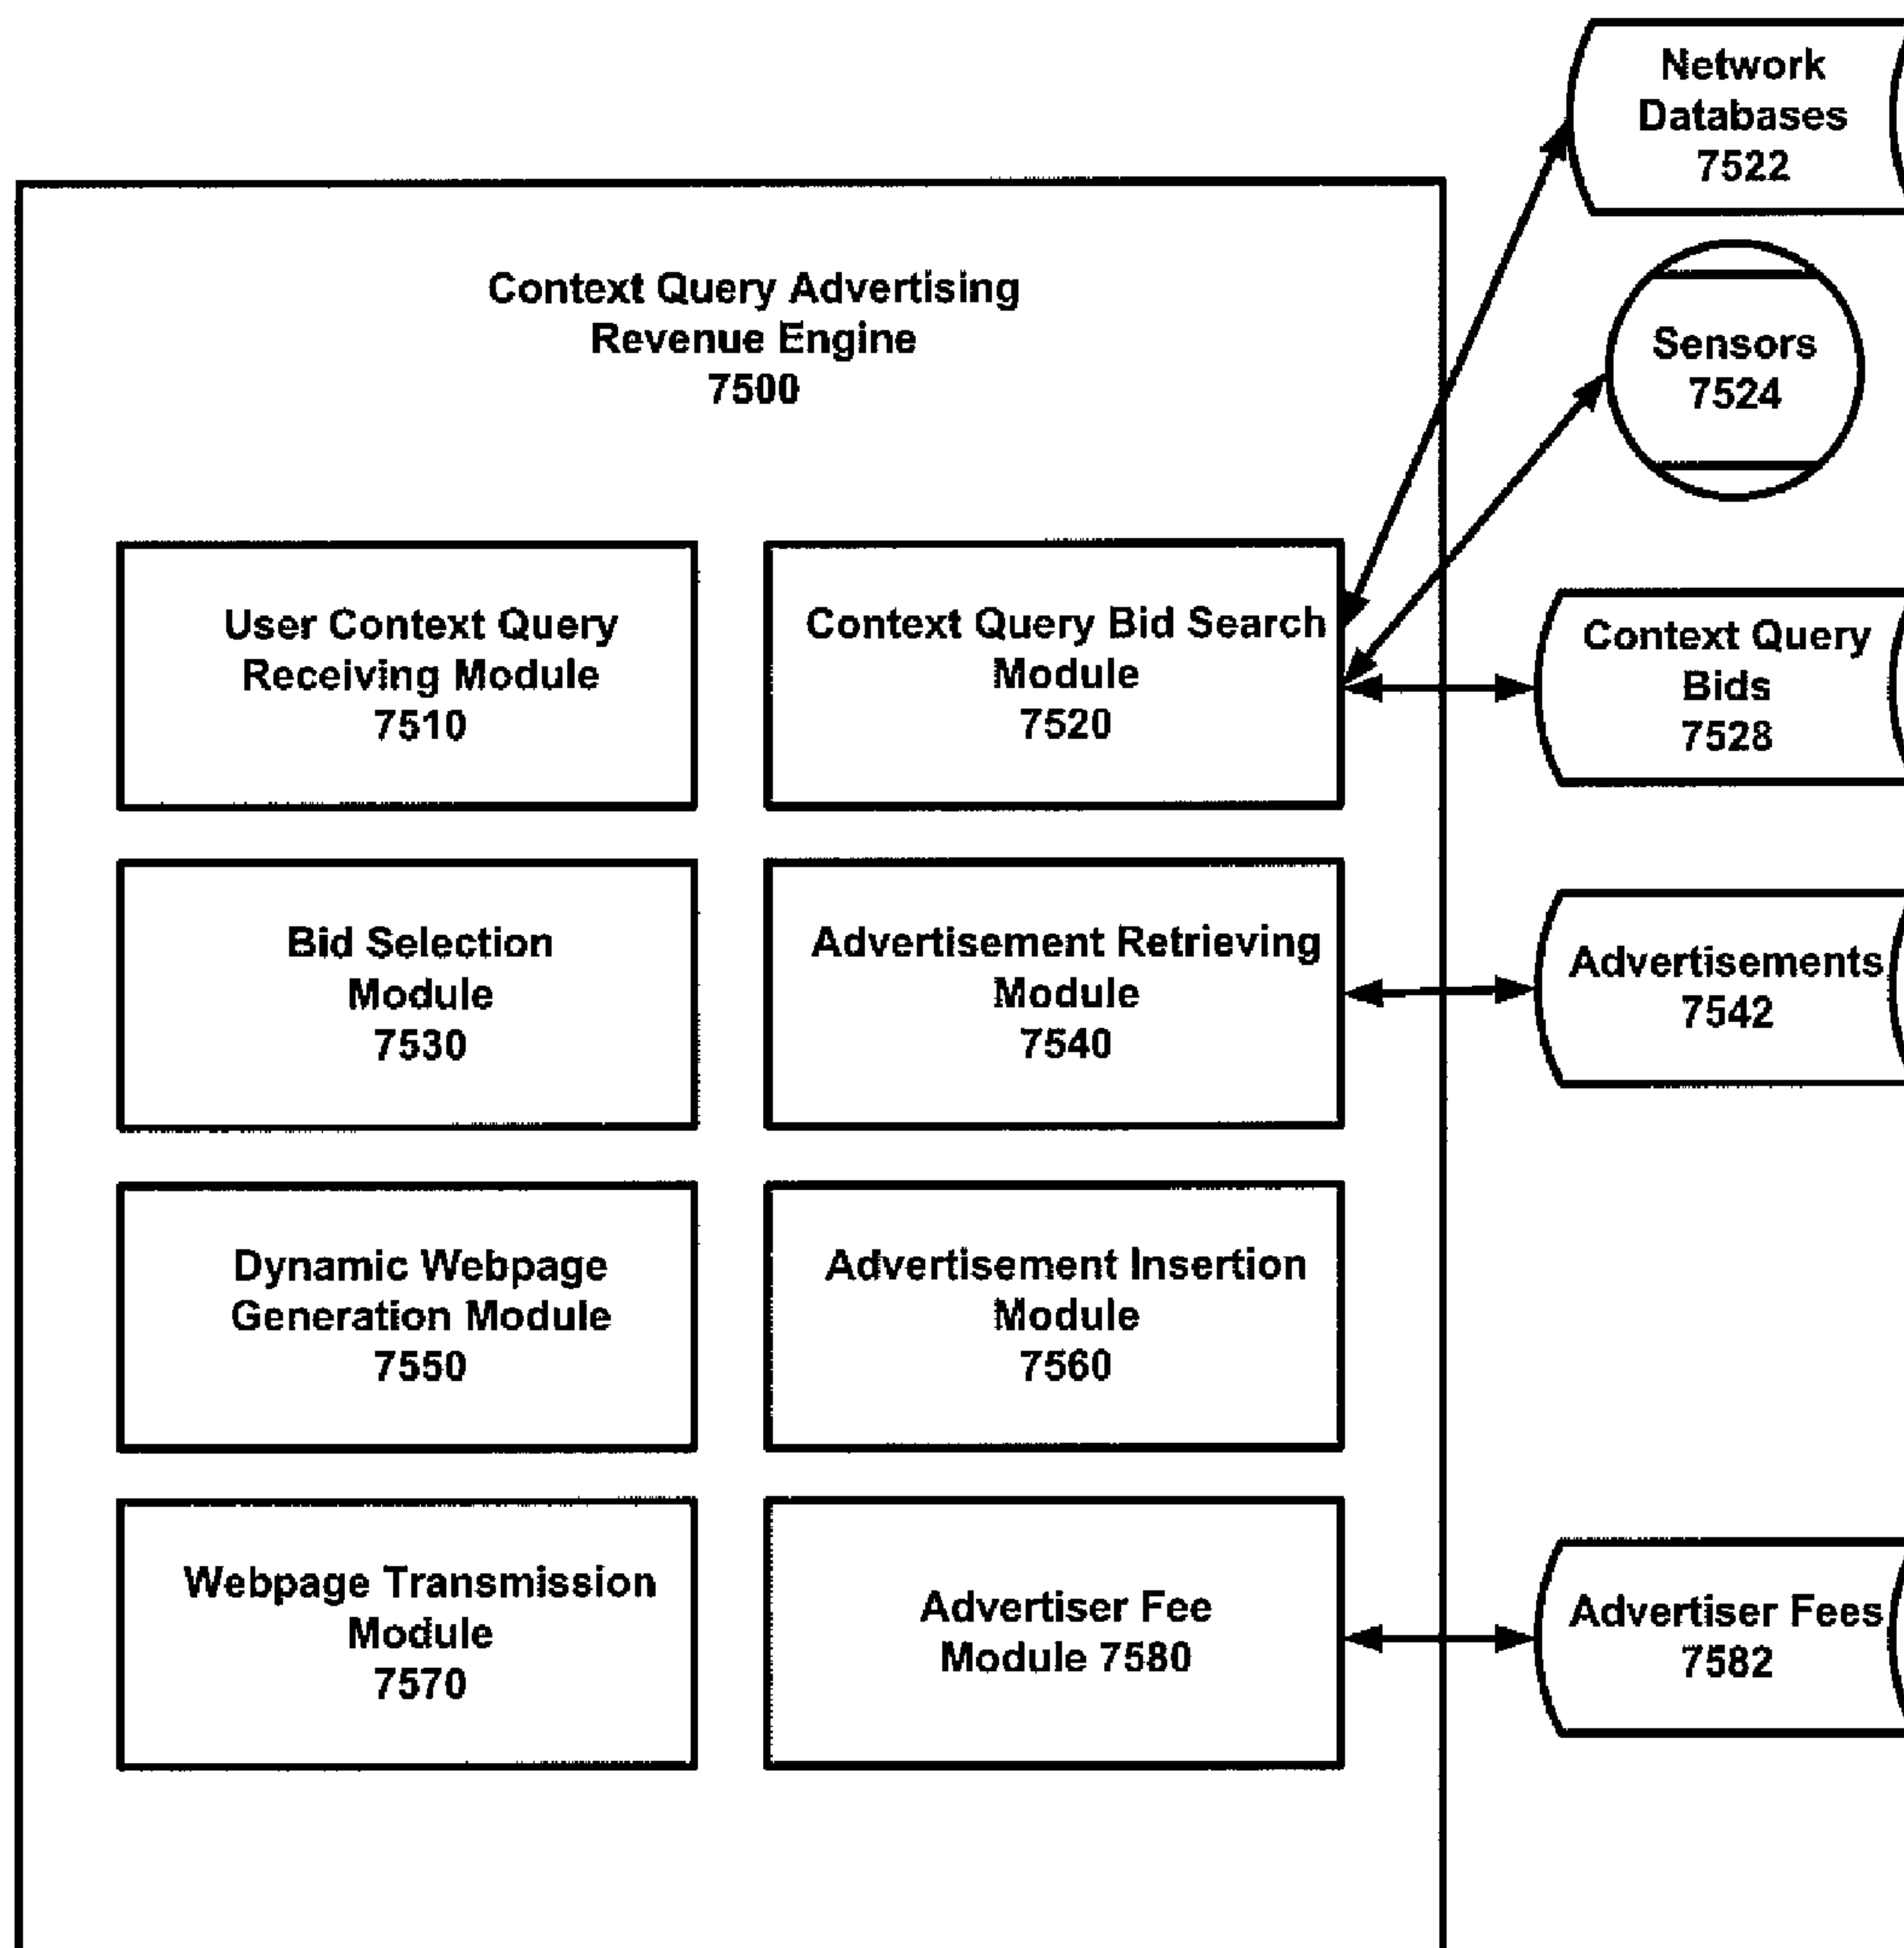 Network
Databases
7522
Context Query Advertising
Revenue Engine
7500
Sensors
7524
User Context Query
Receiving Module
7510
Context Query Bid Search
Module
7520
Context Query
Bids
7528
Bid Selection
Module
7530
Advertisement Retrieving
Module
7540
Advertisements
7542
Dynamic Webpage
Generation Module
7550
Advertisement Insertion
Module
7560
Webpage Transmission
Module
7570
Advertiser Fee
Module 7580
Advertiser Fees
7582